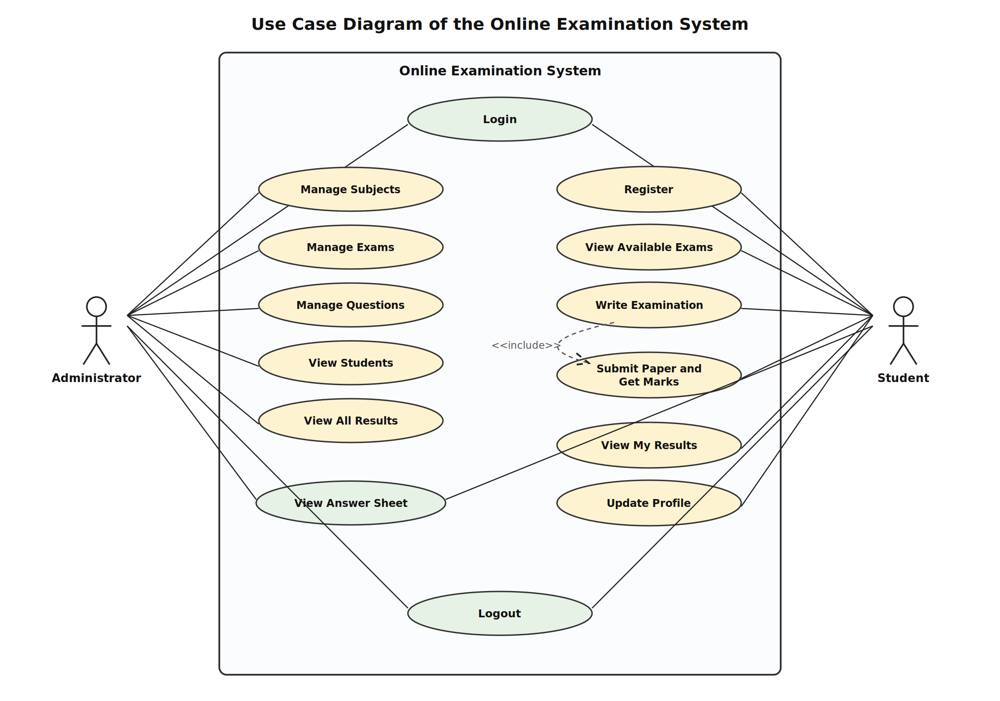 Use Case Diagram of the Online Examination System
Online Examination System
Login
Manage Subjects
Register
Manage Exams
View Available Exams
Manage Questions
Write Examination
<<include>>
View Students
Submit Paper and
Get Marks
Administrator
Student
View All Results
View My Results
View Answer Sheet
Update Profile
Logout